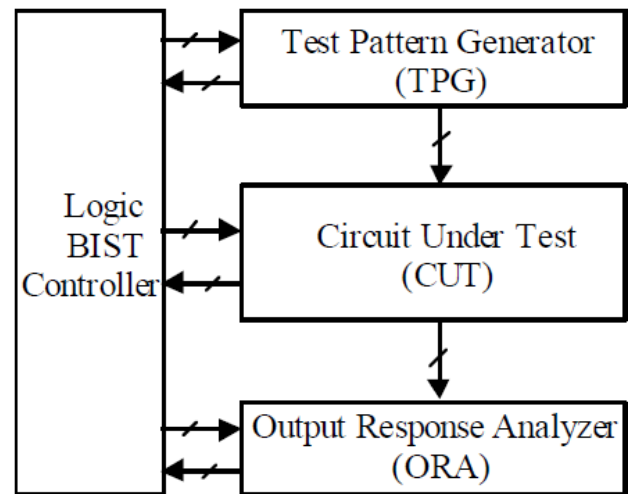 Logic
BIST
Controller
Test Pattern Generator
(TPG)
Circuit Under Test
(CUT)
Output Response Analyzer
(ORA)